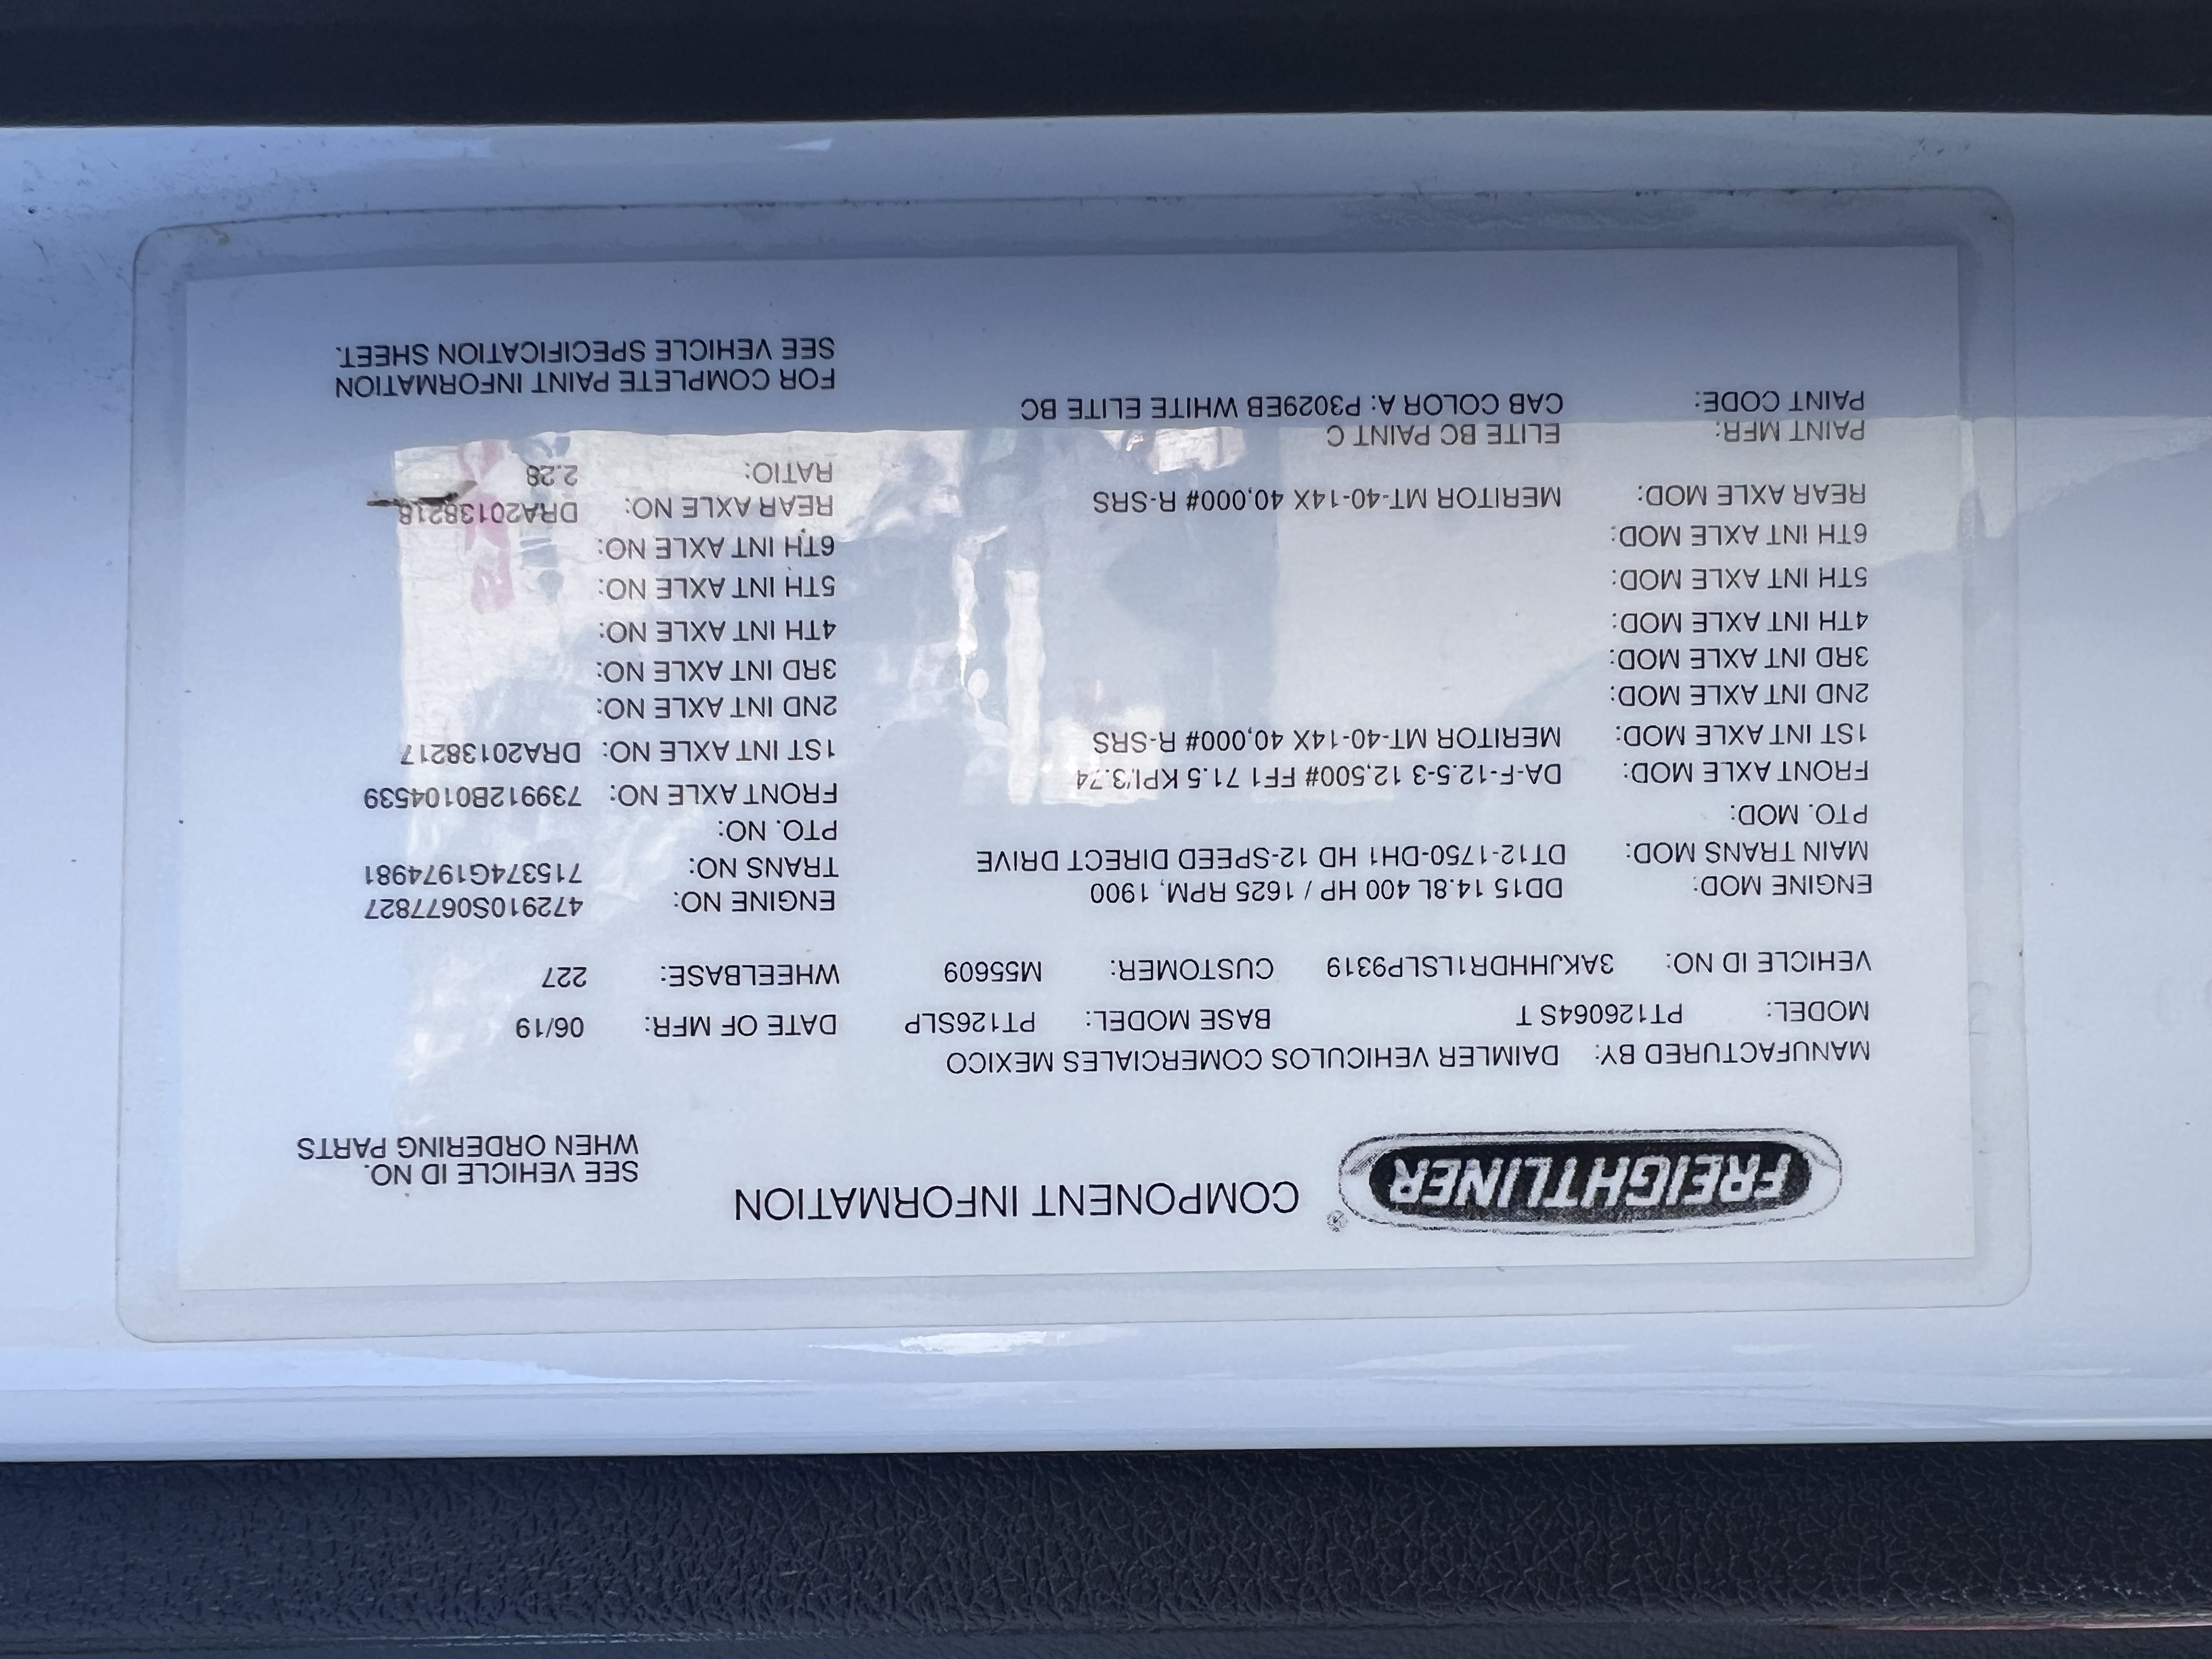 FREIGHTLINER ® COMPONENT INFORMATION
SEE VEHICLE ID NO.
WHEN ORDERING PARTS
MANUFACTURED BY: DAIMLER VEHICULOS COMERCIALES MEXICO
MODEL: PT126064S T BASE MODEL: PT126SLP DATE OF MFR: 06/19
VEHICLE ID NO: 3AKJHHDR1LSLP9319 CUSTOMER: M55609 WHEELBASE: 227
ENGINE MOD: DD15 14.8L 400 HP / 1625 RPM, 1900 ENGINE NO: 472910S0677827
MAIN TRANS MOD: DT12-1750-DH1 HD 12-SPEED DIRECT DRIVE TRANS NO: 715374G1974981
PTO. MOD: PTO. NO:
FRONT AXLE MOD: DA-F-12.5-3 12,500# FF1 71.5 KPI/3.74 FRONT AXLE NO: 739912B0104539
1ST INT AXLE MOD: MERITOR MT-40-14X 40,000# R-SRS 1ST INT AXLE NO: DRA20138217
2ND INT AXLE MOD: 2ND INT AXLE NO:
3RD INT AXLE MOD: 3RD INT AXLE NO:
4TH INT AXLE MOD: 4TH INT AXLE NO:
5TH INT AXLE MOD: 5TH INT AXLE NO:
6TH INT AXLE MOD: 6TH INT AXLE NO:
REAR AXLE MOD: MERITOR MT-40-14X 40,000# R-SRS REAR AXLE NO: DRA20138218
RATIO: 2.28
PAINT MFR: ELITE BC PAINT C
PAINT CODE: CAB COLOR A: P3029EB WHITE ELITE BC
FOR COMPLETE PAINT INFORMATION
SEE VEHICLE SPECIFICATION SHEET.